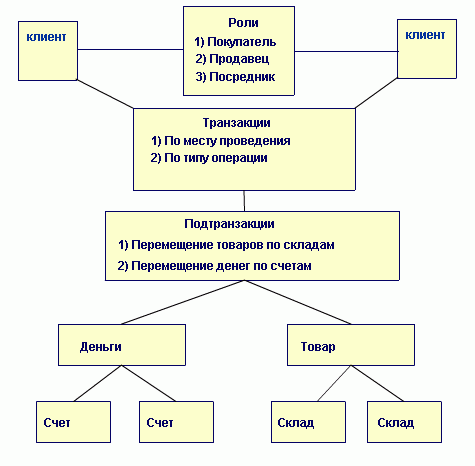 клиент
Роли
1) Покупатель
2) Продавец
3) Посредник
клиент
Транзакции
1) По месту проведения
2) По типу операции
Подтранзакции
1) Перемещение товаров по складам
2) Перемещение денег по счетам
Деньги
Товар
Счет
Счет
Склад
Склад